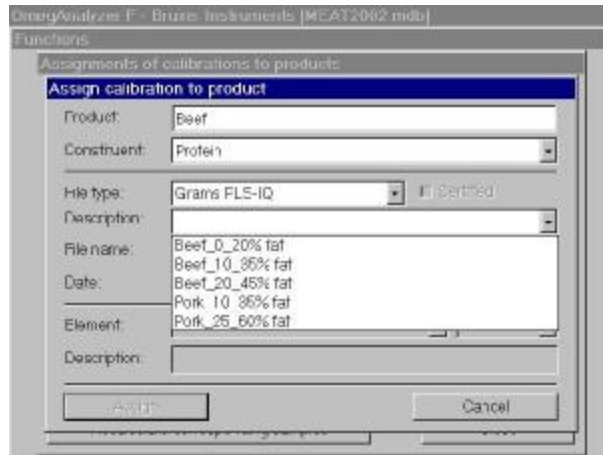 OmegAnalyzer F - Bruins Instruments [MEAT2002.mdb]
Functions
Assignments of calibrations to products
Assign calibration to product
Product: Beef
Constituent: Protein
File type: Grams PLS-IQ Certified
Description:
Beef_0_20% fat
File name: Beef_10_35% fat
Beef_20_45% fat
Date: Pork_10_35% fat
Element: Pork_25_60% fat
Description:
Assign Cancel